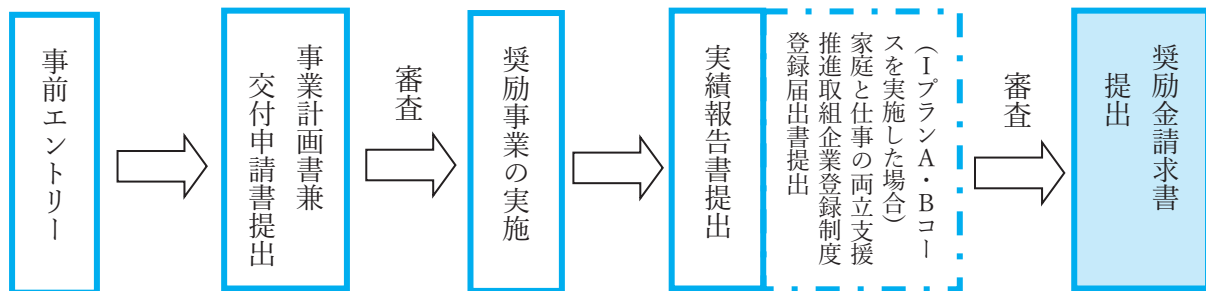 事前エントリー
事業計画書兼
交付申請書提出
審査
奨励事業の実施
実績報告書提出
(ⅠプランA・Bコー
スを実施した場合)
家庭と仕事の両立支援
推進取組企業登録制度
登録届出書提出
審査
奨励金請求書
提出